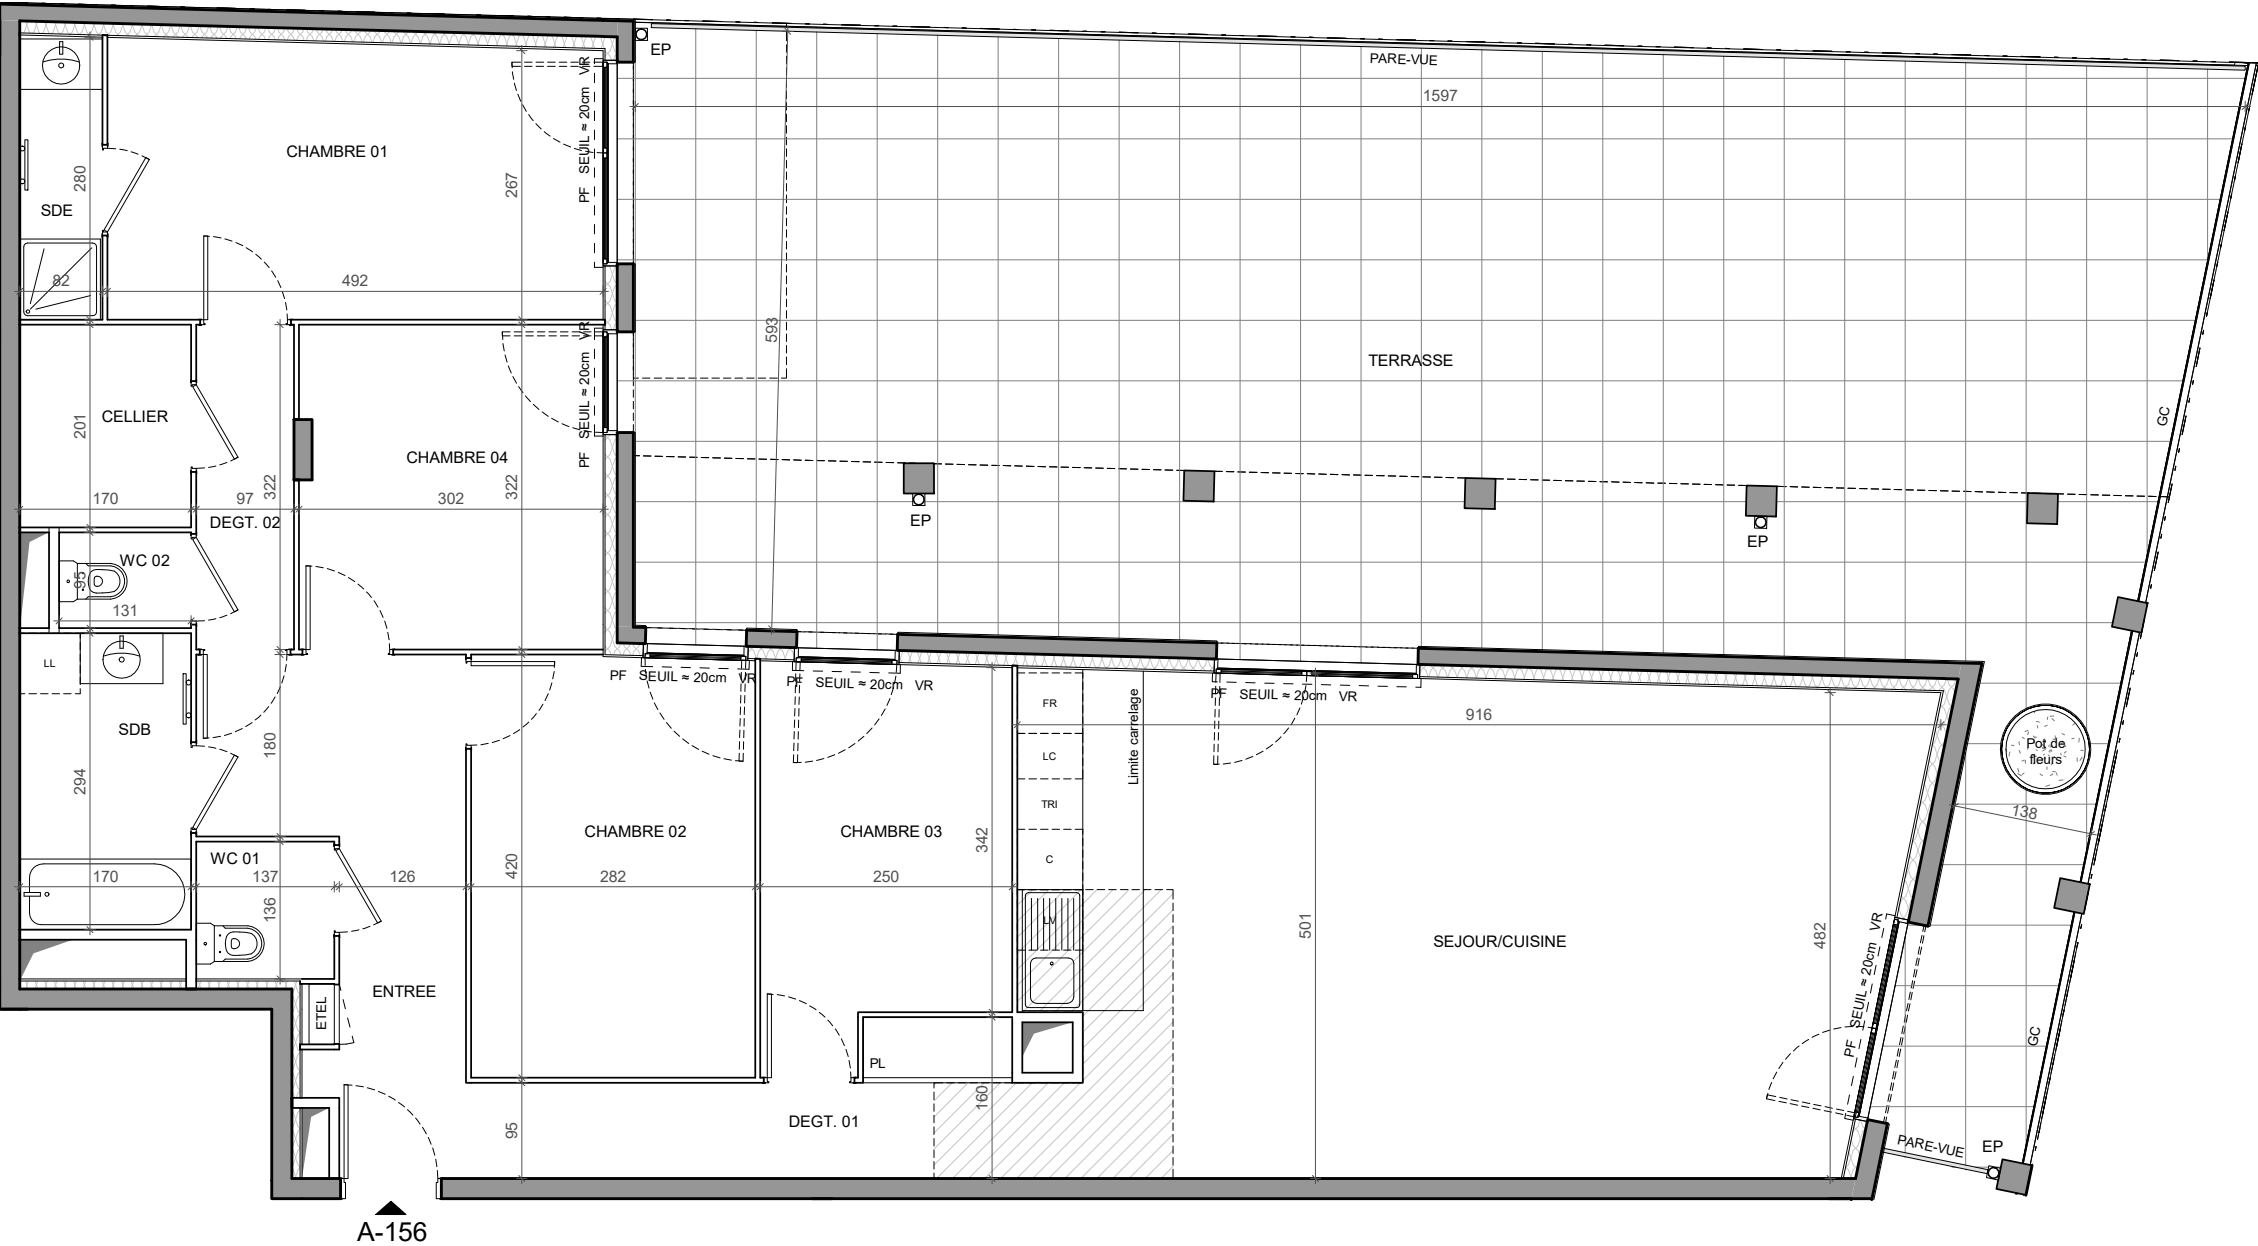 EP
PARE-VUE
1597
CHAMBRE 01
PF SEUIL ≈ 20cm VR
280
267
SDE
82
492
593
TERRASSE
PF SEUIL ≈ 20cm VR
CELLIER
201
CHAMBRE 04
GC
170
97
322
302
322
DEGT. 02
EP
EP
WC 02
95
131
LL
PF SEUIL ≈ 20cm VR
PF SEUIL ≈ 20cm VR
PF SEUIL ≈ 20cm VR
FR
Limite carrelage
916
SDB
180
LC
Pot de
fleurs
294
TRI
138
CHAMBRE 02
CHAMBRE 03
342
C
WC 01
420
170
137
126
282
250
136
LV
501
SEJOUR/CUISINE
482
PF SEUIL ≈ 20cm VR
ENTREE
ETEL
GC
PL
160
95
DEGT. 01
PARE-VUE
EP
A-156